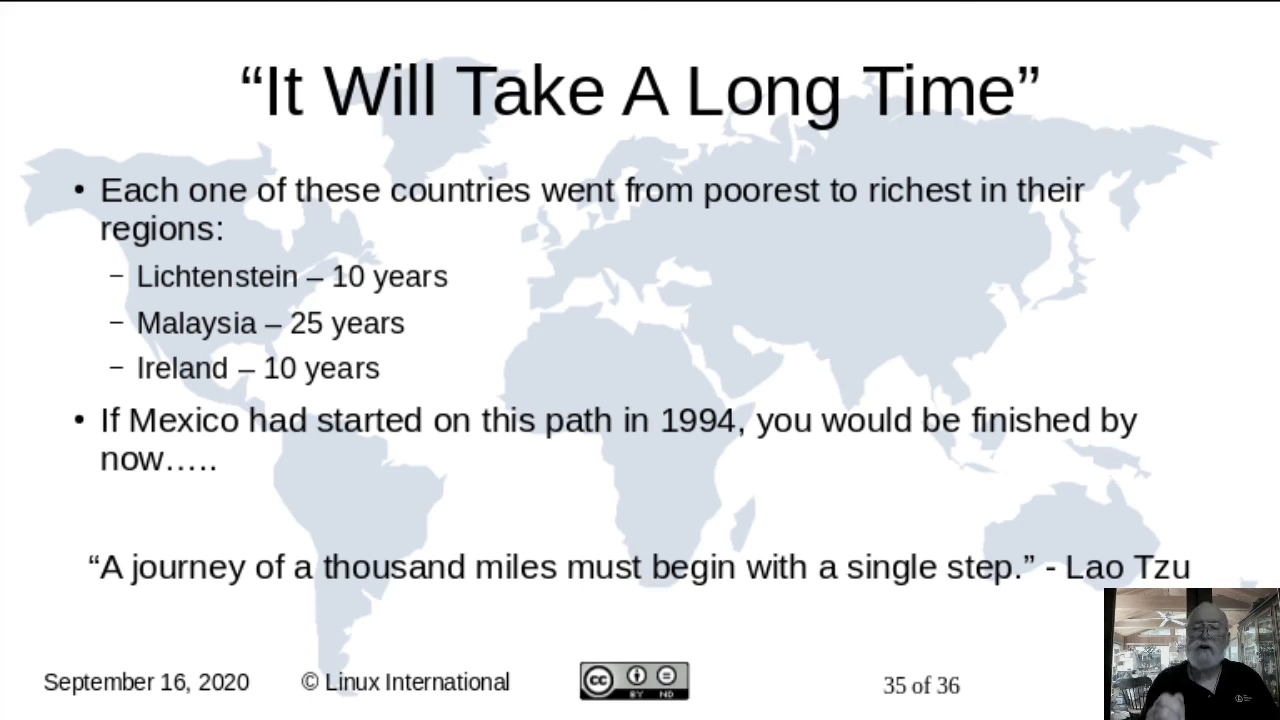 “It Will Take A Long Time”
• Each one of these countries went from poorest to richest in their
regions:
– Lichtenstein – 10 years
– Malaysia – 25 years
– Ireland – 10 years
• If Mexico had started on this path in 1994, you would be finished by
now…..
“A journey of a thousand miles must begin with a single step.” - Lao Tzu
September 16, 2020
© Linux International
cc
BY ND
35 of 36